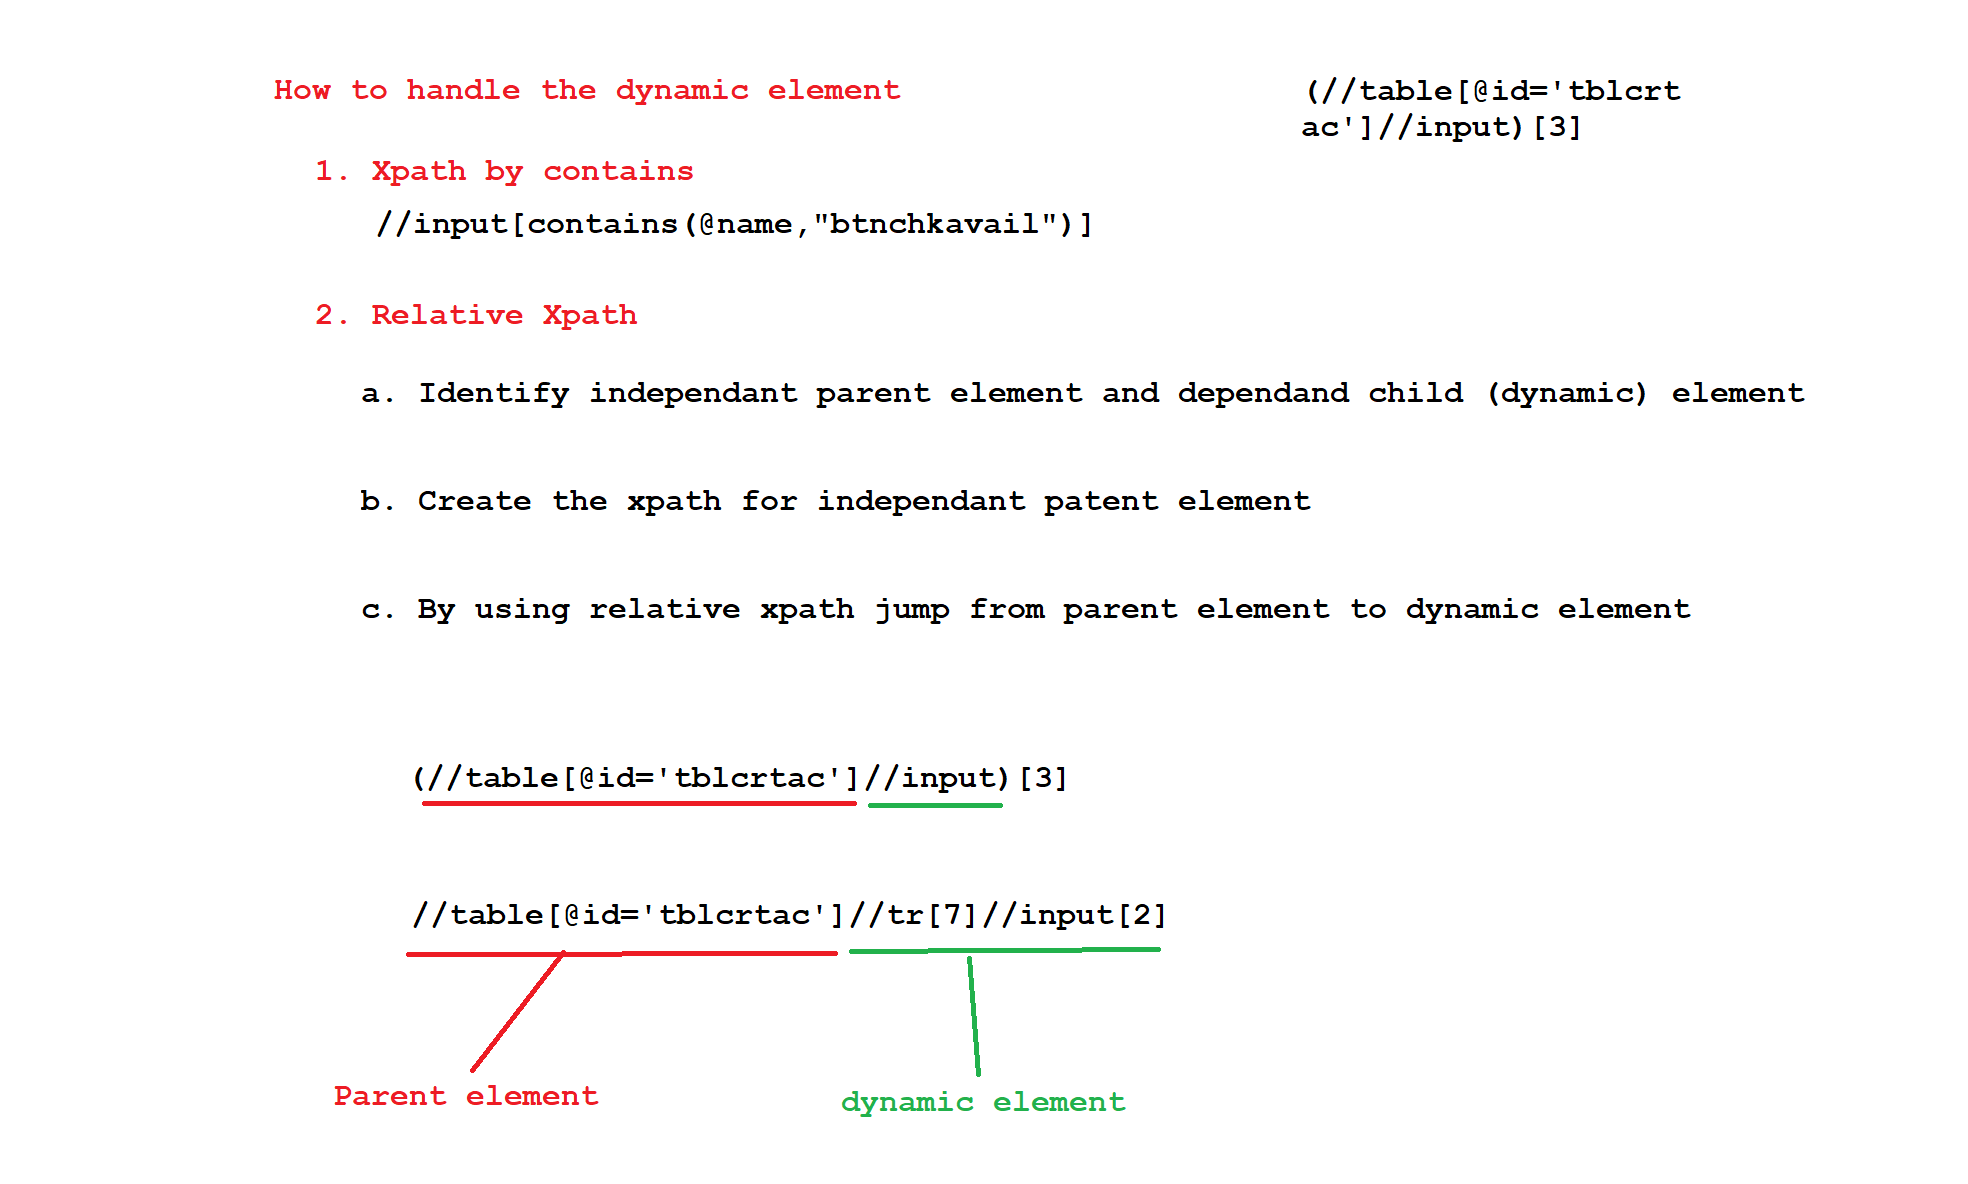 How to handle the dynamic element
(//table[@id='tblcrt
ac']//input)[3]
1. Xpath by contains
//input[contains(@name,"btnchkavail")]
2. Relative Xpath
a. Identify independant parent element and dependand child (dynamic) element
b. Create the xpath for independant patent element
c. By using relative xpath jump from parent element to dynamic element
(//table[@id='tblcrtac']//input)[3]
//table[@id='tblcrtac']//tr[7]//input[2]
Parent element
dynamic element